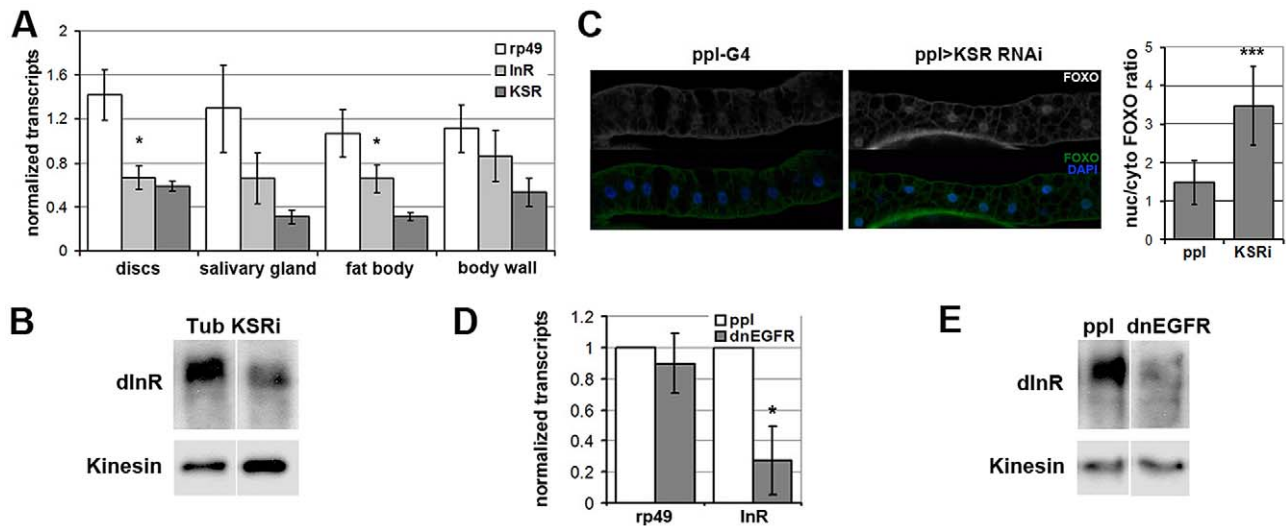 A
normalized transcripts
2
1.6
1.2
0.8
0.4
0
rp49
InR
KSR
*
*
discs
salivary gland
fat body
body wall
B
Tub KSRi
dInR
Kinesin
C
ppl-G4
ppl>KSR RNAi
FOXO
FOXO
DAPI
nuc/cyto FOXO ratio
5
4
3
2
1
0
***
ppl
KSRi
D
normalized transcripts
1.2
1
0.8
0.6
0.4
0.2
0
ppl
dnEGFR
*
rp49
InR
E
ppl dnEGFR
dInR
Kinesin